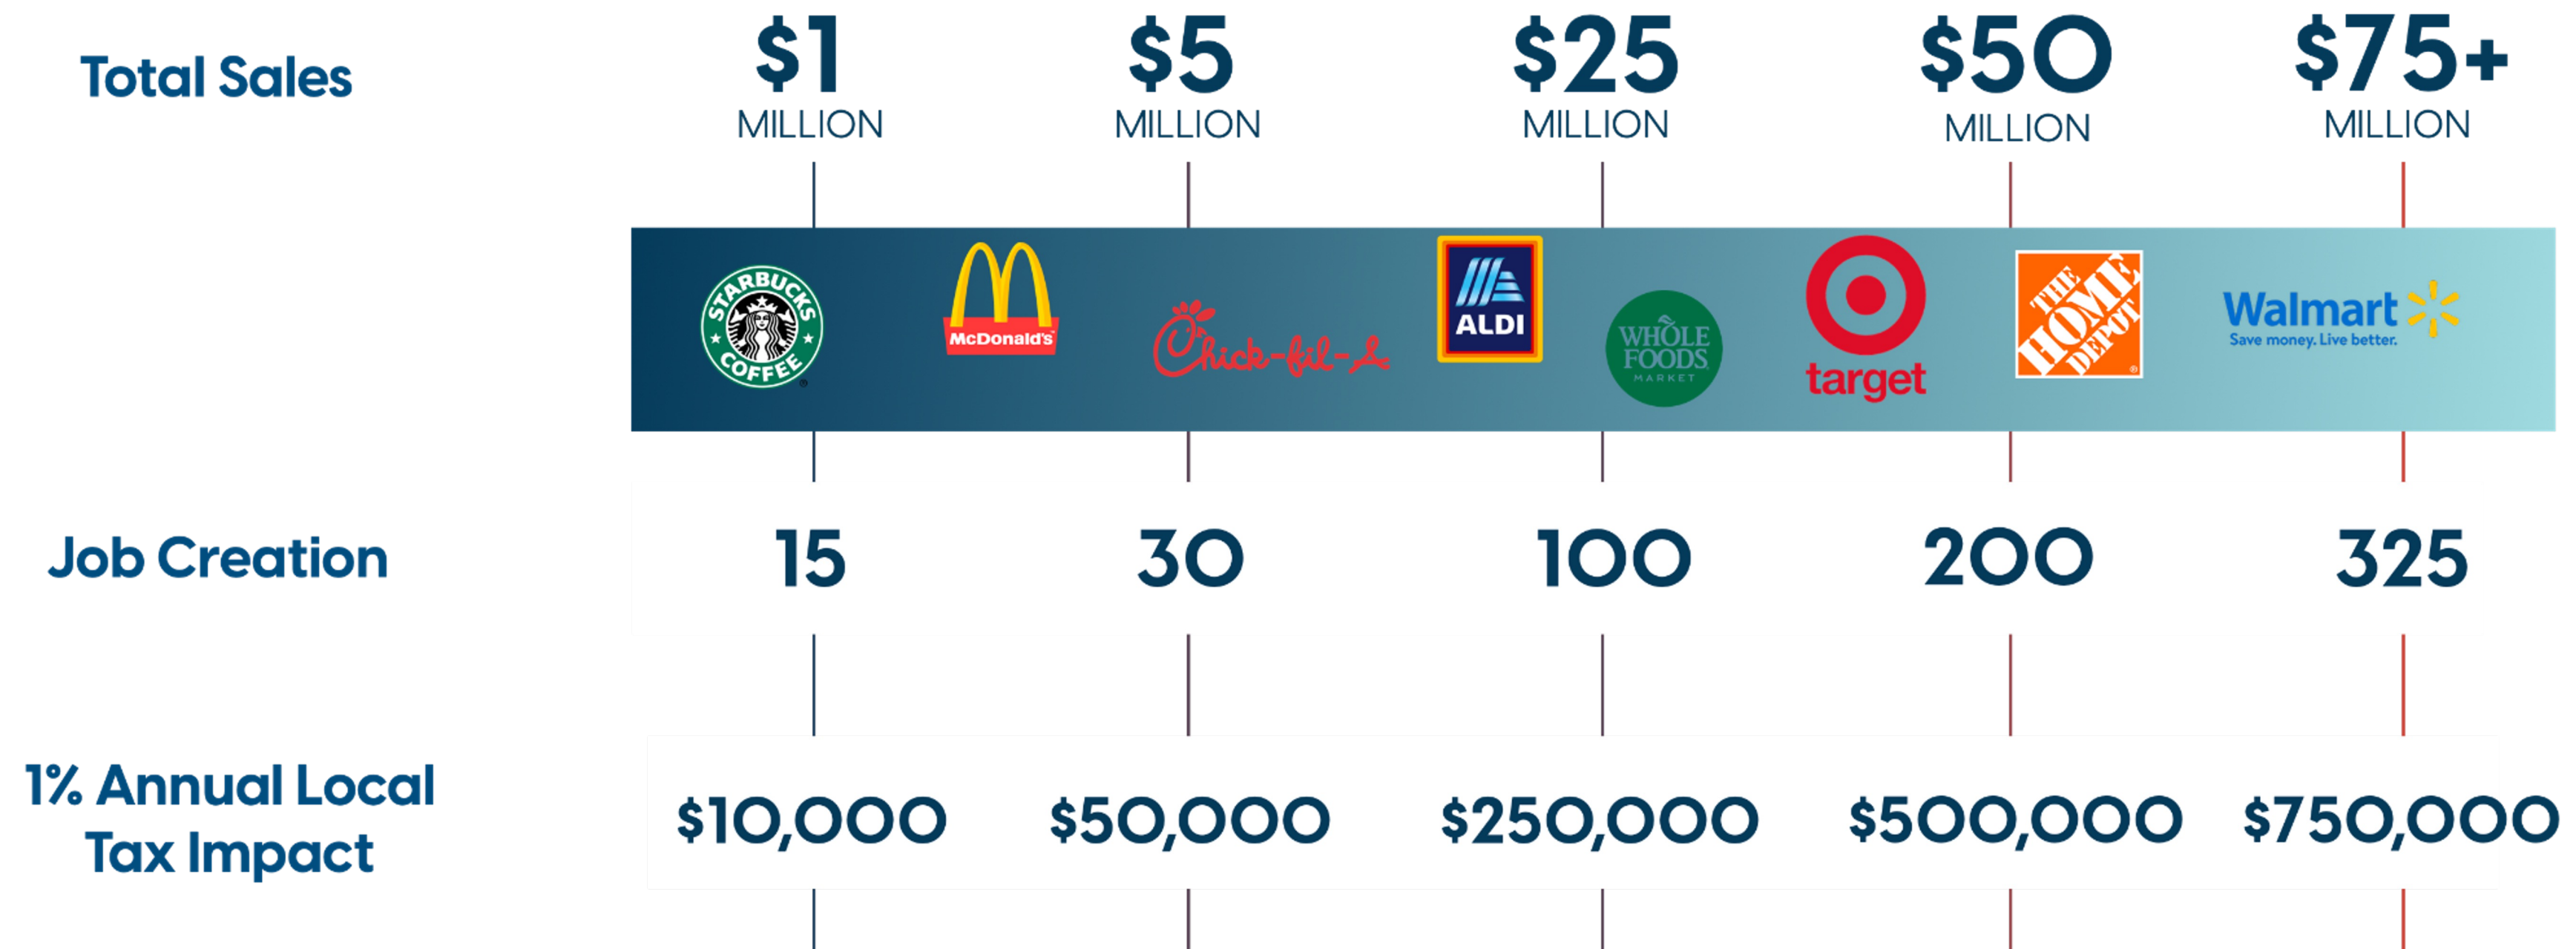 Total Sales
$1
MILLION
$5
MILLION
$25
MILLION
$50
MILLION
$75+
MILLION
STARBUCKS
COFFEE
®
McDonald's
Chick-fil-A
ALDI
WHOLE
FOODS
MARKET
target
THE
HOME
DEPOT
®
Walmart
Save money. Live better.
Job Creation
15
30
100
200
325
1% Annual Local
Tax Impact
$10,000
$50,000
$250,000
$500,000
$750,000